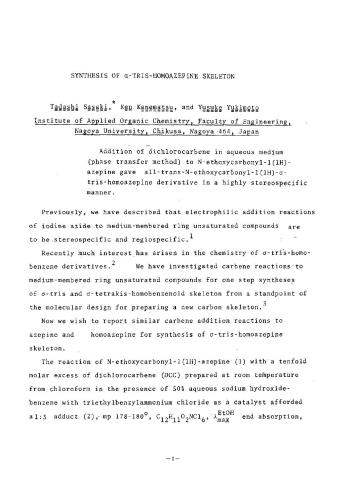 SYNTHESIS OF σ-TRIS-HOMOAZEPINE SKELETON
Tadashi Sasaki,* Ken Kanematsu, and Yusuke Yukimoto
Institute of Applied Organic Chemistry, Faculty of Engineering,
Nagoya University, Chikusa, Nagoya 464, Japan
Addition of dichlorocarbene in aqueous medium
(phase transfer method) to N-ethoxycarbonyl-1(1H)-
azepine gave all-trans-N-ethoxycarbonyl-1(1H)-σ-
tris-homoazepine derivative in a highly stereospecific
manner.
Previously, we have described that electrophilic addition reactions
of iodine azide to medium-membered ring unsaturated compounds are
to be stereospecific and regiospecific.1
Recently much interest has arisen in the chemistry of σ-tris-homo-
benzene derivatives.2 We have investigated carbene reactions to
medium-membered ring unsaturated compounds for one step syntheses
of σ-tris and σ-tetrakis-homobenzenoid skeleton from a standpoint of
the molecular design for preparing a new carbon skeleton.3
Now we wish to report similar carbene addition reactions to
azepine and homoazepine for synthesis of σ-tris-homoazepine
skeleton.
The reaction of N-ethoxycarbonyl-1(1H)-azepine (1) with a tenfold
molar excess of dichlorocarbene (DCC) prepared at room temperature
from chloroform in the presence of 50% aqueous sodium hydroxide-
benzene with triethylbenzylammonium chloride as a catalyst afforded
a 1:3 adduct (2), mp 178-180°, C12H11O2NCl6, λ EtOH max end absorption,
-1-